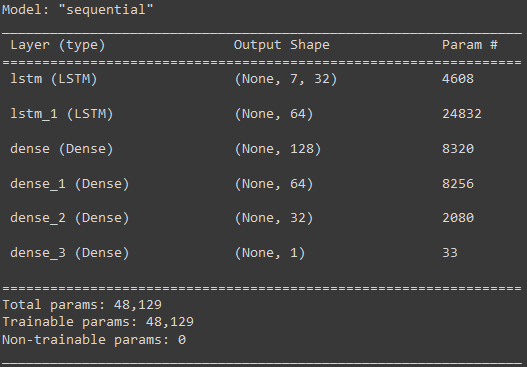 Model: "sequential"
_________________________________________________________________
Layer (type) Output Shape Param #
=================================================================
lstm (LSTM) (None, 7, 32) 4608
lstm_1 (LSTM) (None, 64) 24832
dense (Dense) (None, 128) 8320
dense_1 (Dense) (None, 64) 8256
dense_2 (Dense) (None, 32) 2080
dense_3 (Dense) (None, 1) 33
=================================================================
Total params: 48,129
Trainable params: 48,129
Non-trainable params: 0
_________________________________________________________________